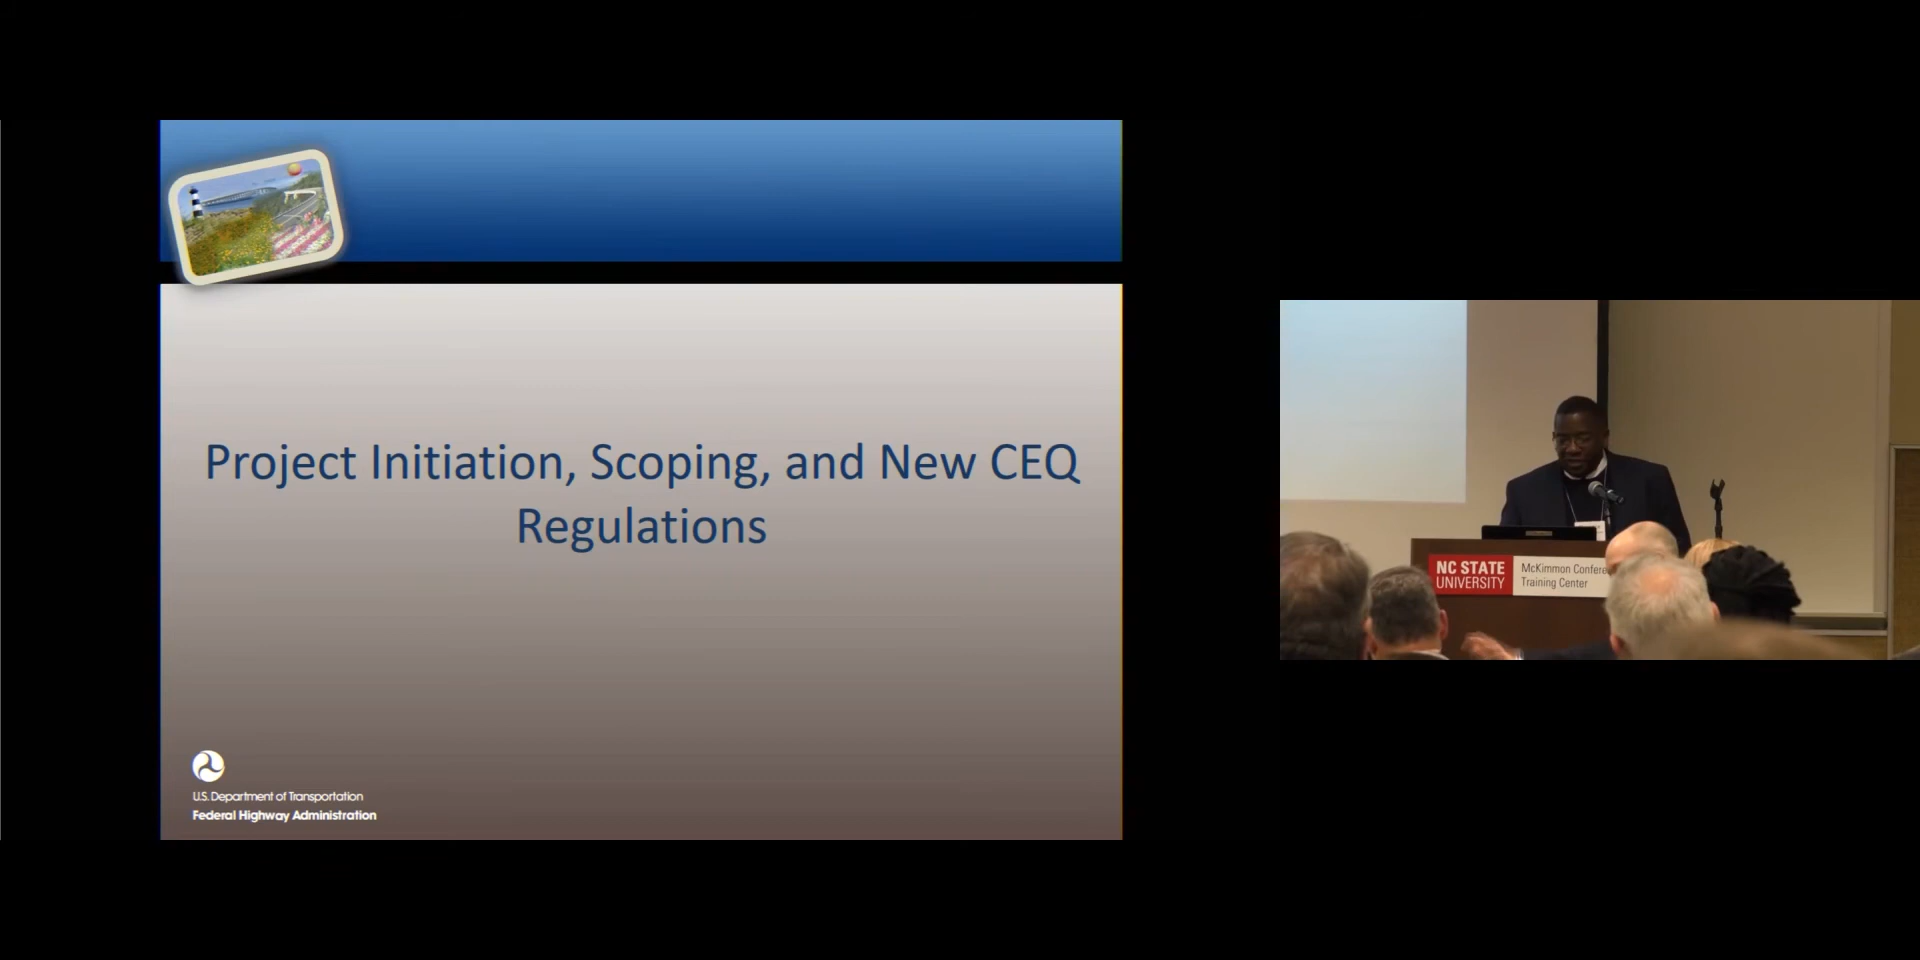 Project Initiation, Scoping, and New CEQ
Regulations
U.S. Department of Transportation
Federal Highway Administration
NC STATE
UNIVERSITY
McKimmon Confere
Training Center